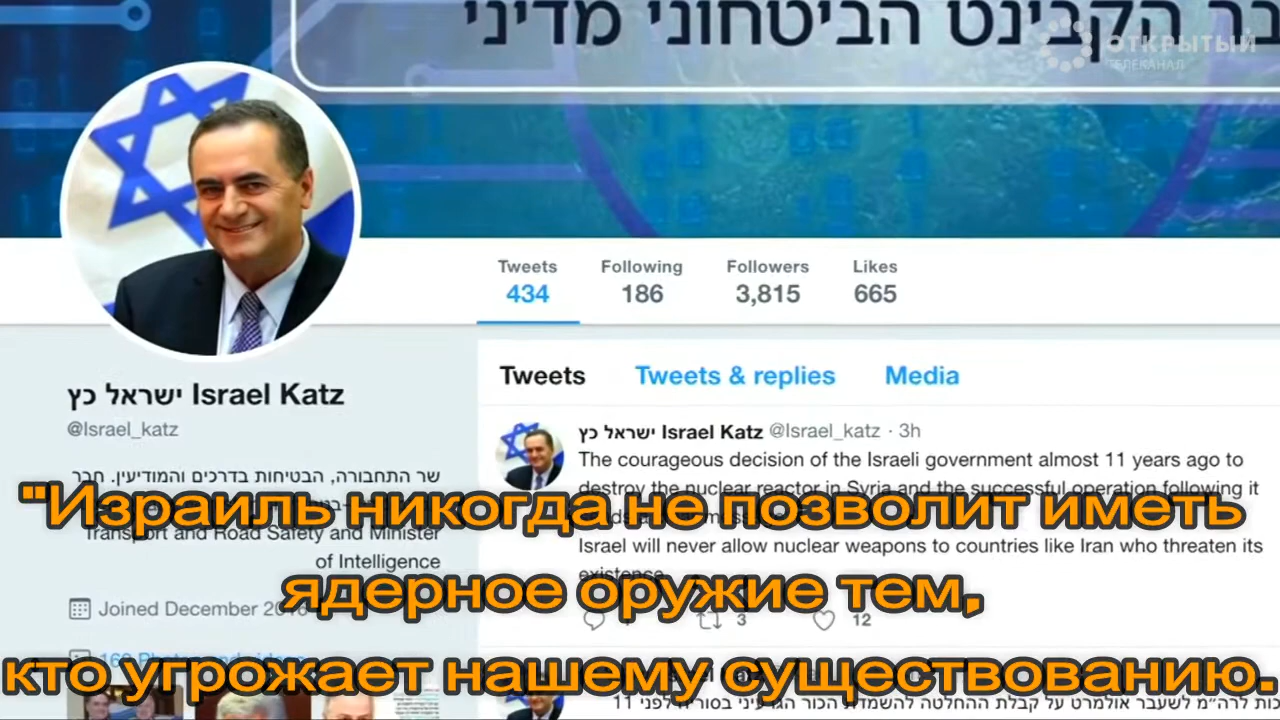 בר הקבינט הביטחוני מדיני
ОТКРЫТЫЙ
ТЕЛЕКАНАЛ
Tweets Following Followers Likes
434 186 3,815 665
ישראל כץ Israel Katz
@Israel_katz
שר התחבורה, הבטיחות בדרכים והמודיעין. חבר
Transport and Road Safety and Minister
of Intelligence
Joined December
Tweets Tweets & replies Media
ישראל כץ Israel Katz @Israel_katz · 3h
The courageous decision of the Israeli government almost 11 years ago to
destroy the nuclear reactor in Syria and the successful operation following it
Israel will never allow nuclear weapons to countries like Iran who threaten its
existence
3 12
"Израиль никогда не позволит иметь
ядерное оружие тем,
кто угрожает нашему существованию.